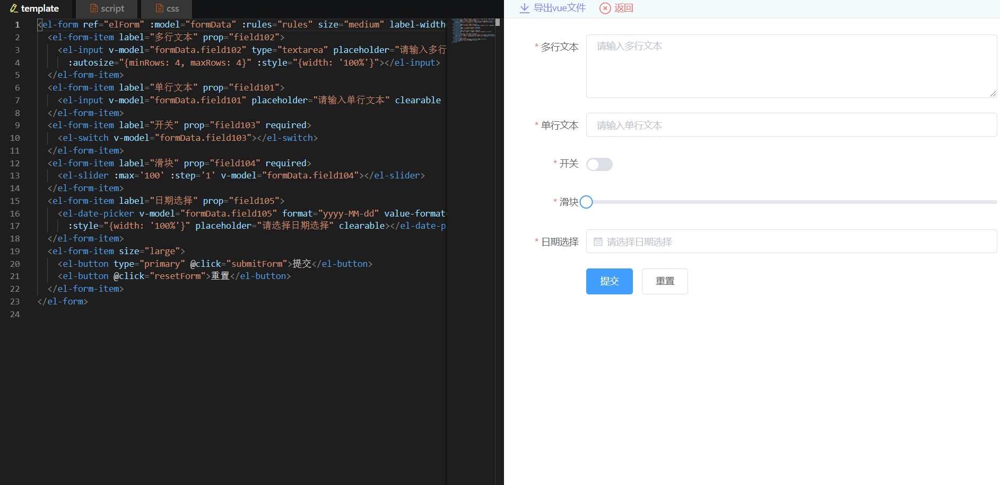 template
script
css
1 <el-form ref="elForm" :model="formData" :rules="rules" size="medium" label-width=
2 <el-form-item label="多行文本" prop="field102">
3 <el-input v-model="formData.field102" type="textarea" placeholder="请输入多行
4 :autosize="{minRows: 4, maxRows: 4}" :style="{width: '100%'}"></el-input>
5 </el-form-item>
6 <el-form-item label="单行文本" prop="field101">
7 <el-input v-model="formData.field101" placeholder="请输入单行文本" clearable
8 </el-form-item>
9 <el-form-item label="开关" prop="field103" required>
10 <el-switch v-model="formData.field103"></el-switch>
11 </el-form-item>
12 <el-form-item label="滑块" prop="field104" required>
13 <el-slider :max='100' :step='1' v-model="formData.field104"></el-slider>
14 </el-form-item>
15 <el-form-item label="日期选择" prop="field105">
16 <el-date-picker v-model="formData.field105" format="yyyy-MM-dd" value-format=
17 :style="{width: '100%'}" placeholder="请选择日期选择" clearable></el-date-p
18 </el-form-item>
19 <el-form-item size="large">
20 <el-button type="primary" @click="submitForm">提交</el-button>
21 <el-button @click="resetForm">重置</el-button>
22 </el-form-item>
23 </el-form>
24
导出vue文件
返回
* 多行文本
请输入多行文本
* 单行文本
请输入单行文本
* 开关
* 滑块
* 日期选择
请选择日期选择
提交
重置